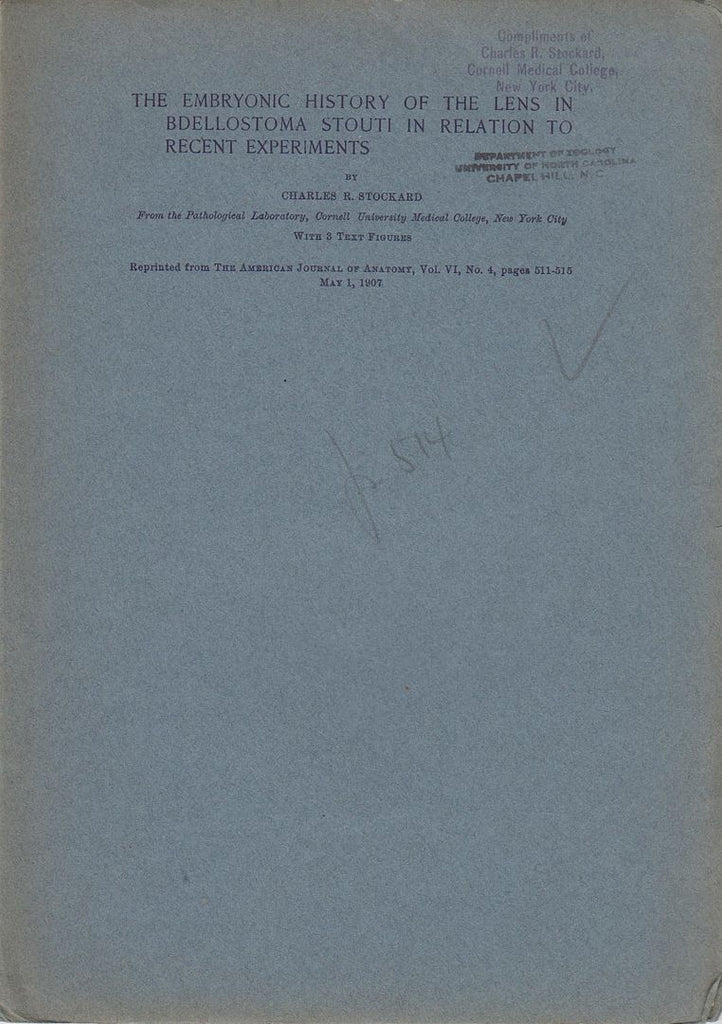 Compliments of
Charles R. Stockard,
Cornell Medical College,
New York City.
THE EMBRYONIC HISTORY OF THE LENS IN
BDELLOSTOMA STOUTI IN RELATION TO
RECENT EXPERIMENTS
DEPARTMENT OF ZOOLOGY
UNIVERSITY OF NORTH CAROLINA
CHAPEL HILL, N. C
BY
CHARLES R. STOCKARD
From the Pathological Laboratory, Cornell University Medical College, New York City
WITH 3 TEXT FIGURES
Reprinted from THE AMERICAN JOURNAL OF ANATOMY, VOL. VI, NO. 4, pages 511-515
MAY 1, 1907
p. 514